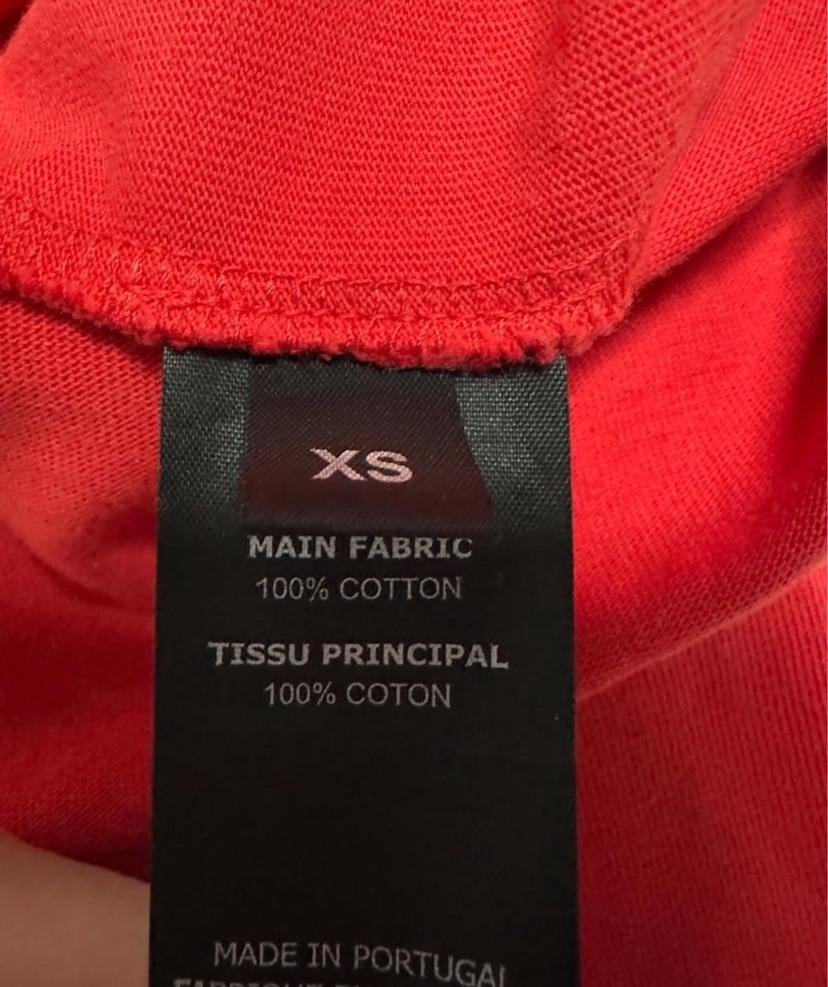 XS
MAIN FABRIC
100% COTTON
TISSU PRINCIPAL
100% COTON
MADE IN PORTUGAL